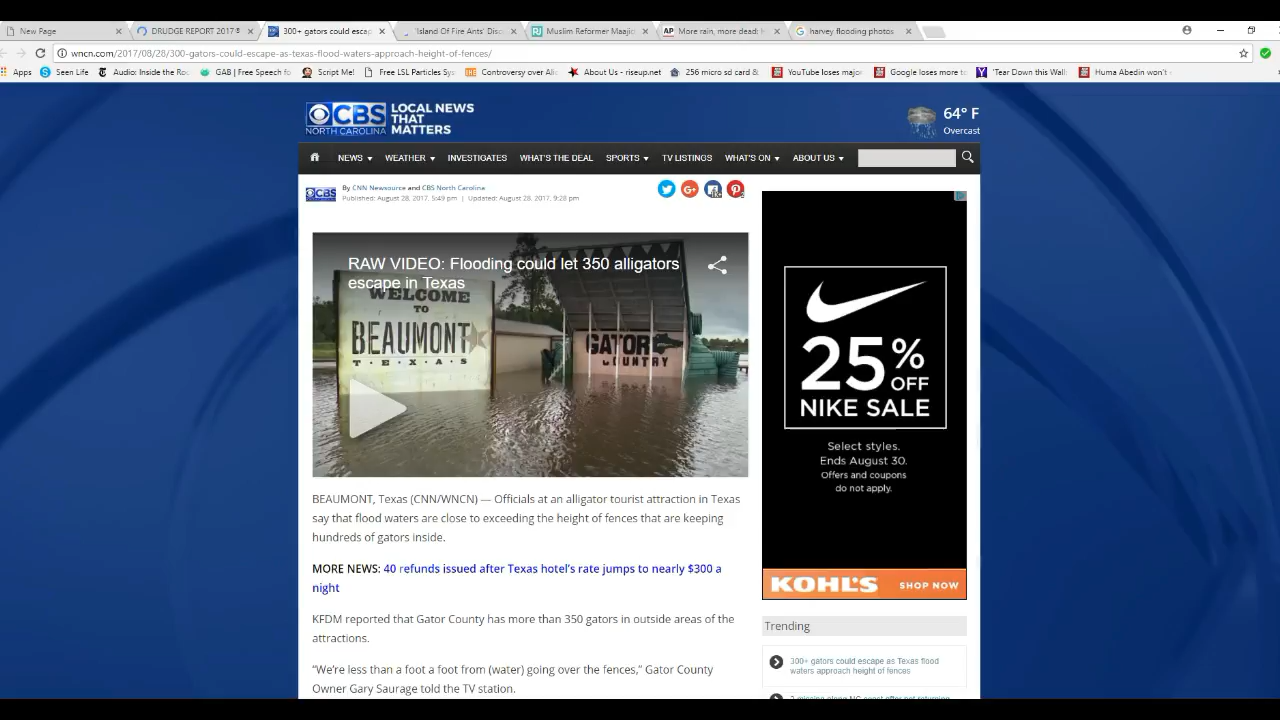 New Page
DRUDGE REPORT 2017®
300+ gators could escap
'Island Of Fire Ants' Disc
Muslim Reformer Maajid
More rain, more dead: H
harvey flooding photos
wncn.com/2017/08/28/300-gators-could-escape-as-texas-flood-waters-approach-height-of-fences/
Apps
Seen Life
Audio: Inside the Ro
GAB | Free Speech fo
Script Me!
Free LSL Particles Sys
Controversy over Ali
About Us - riseup.net
256 micro sd card &
YouTube loses major
Google loses more to
'Tear Down this Wall
Huma Abedin won't
CBS
NORTH CAROLINA
LOCAL NEWS
THAT
MATTERS
64° F
Overcast
NEWS
WEATHER
INVESTIGATES
WHAT'S THE DEAL
SPORTS
TV LISTINGS
WHAT'S ON
ABOUT US
By CNN Newsource and CBS North Carolina
Published: August 28, 2017, 5:49 pm | Updated: August 28, 2017, 9:28 pm
RAW VIDEO: Flooding could let 350 alligators
escape in Texas
WELCOME
TO
BEAUMONT
TEXAS
GATOR
COUNTRY
BEAUMONT, Texas (CNN/WNCN) — Officials at an alligator tourist attraction in Texas
say that flood waters are close to exceeding the height of fences that are keeping
hundreds of gators inside.
MORE NEWS: 40 refunds issued after Texas hotel's rate jumps to nearly $300 a
night
KFDM reported that Gator County has more than 350 gators in outside areas of the
attractions.
"We're less than a foot a foot from (water) going over the fences," Gator County
Owner Gary Saurage told the TV station.
25% OFF
NIKE SALE
Select styles.
Ends August 30.
Offers and coupons
do not apply.
KOHL'S
SHOP NOW
Trending
300+ gators could escape as Texas flood
waters approach height of fences